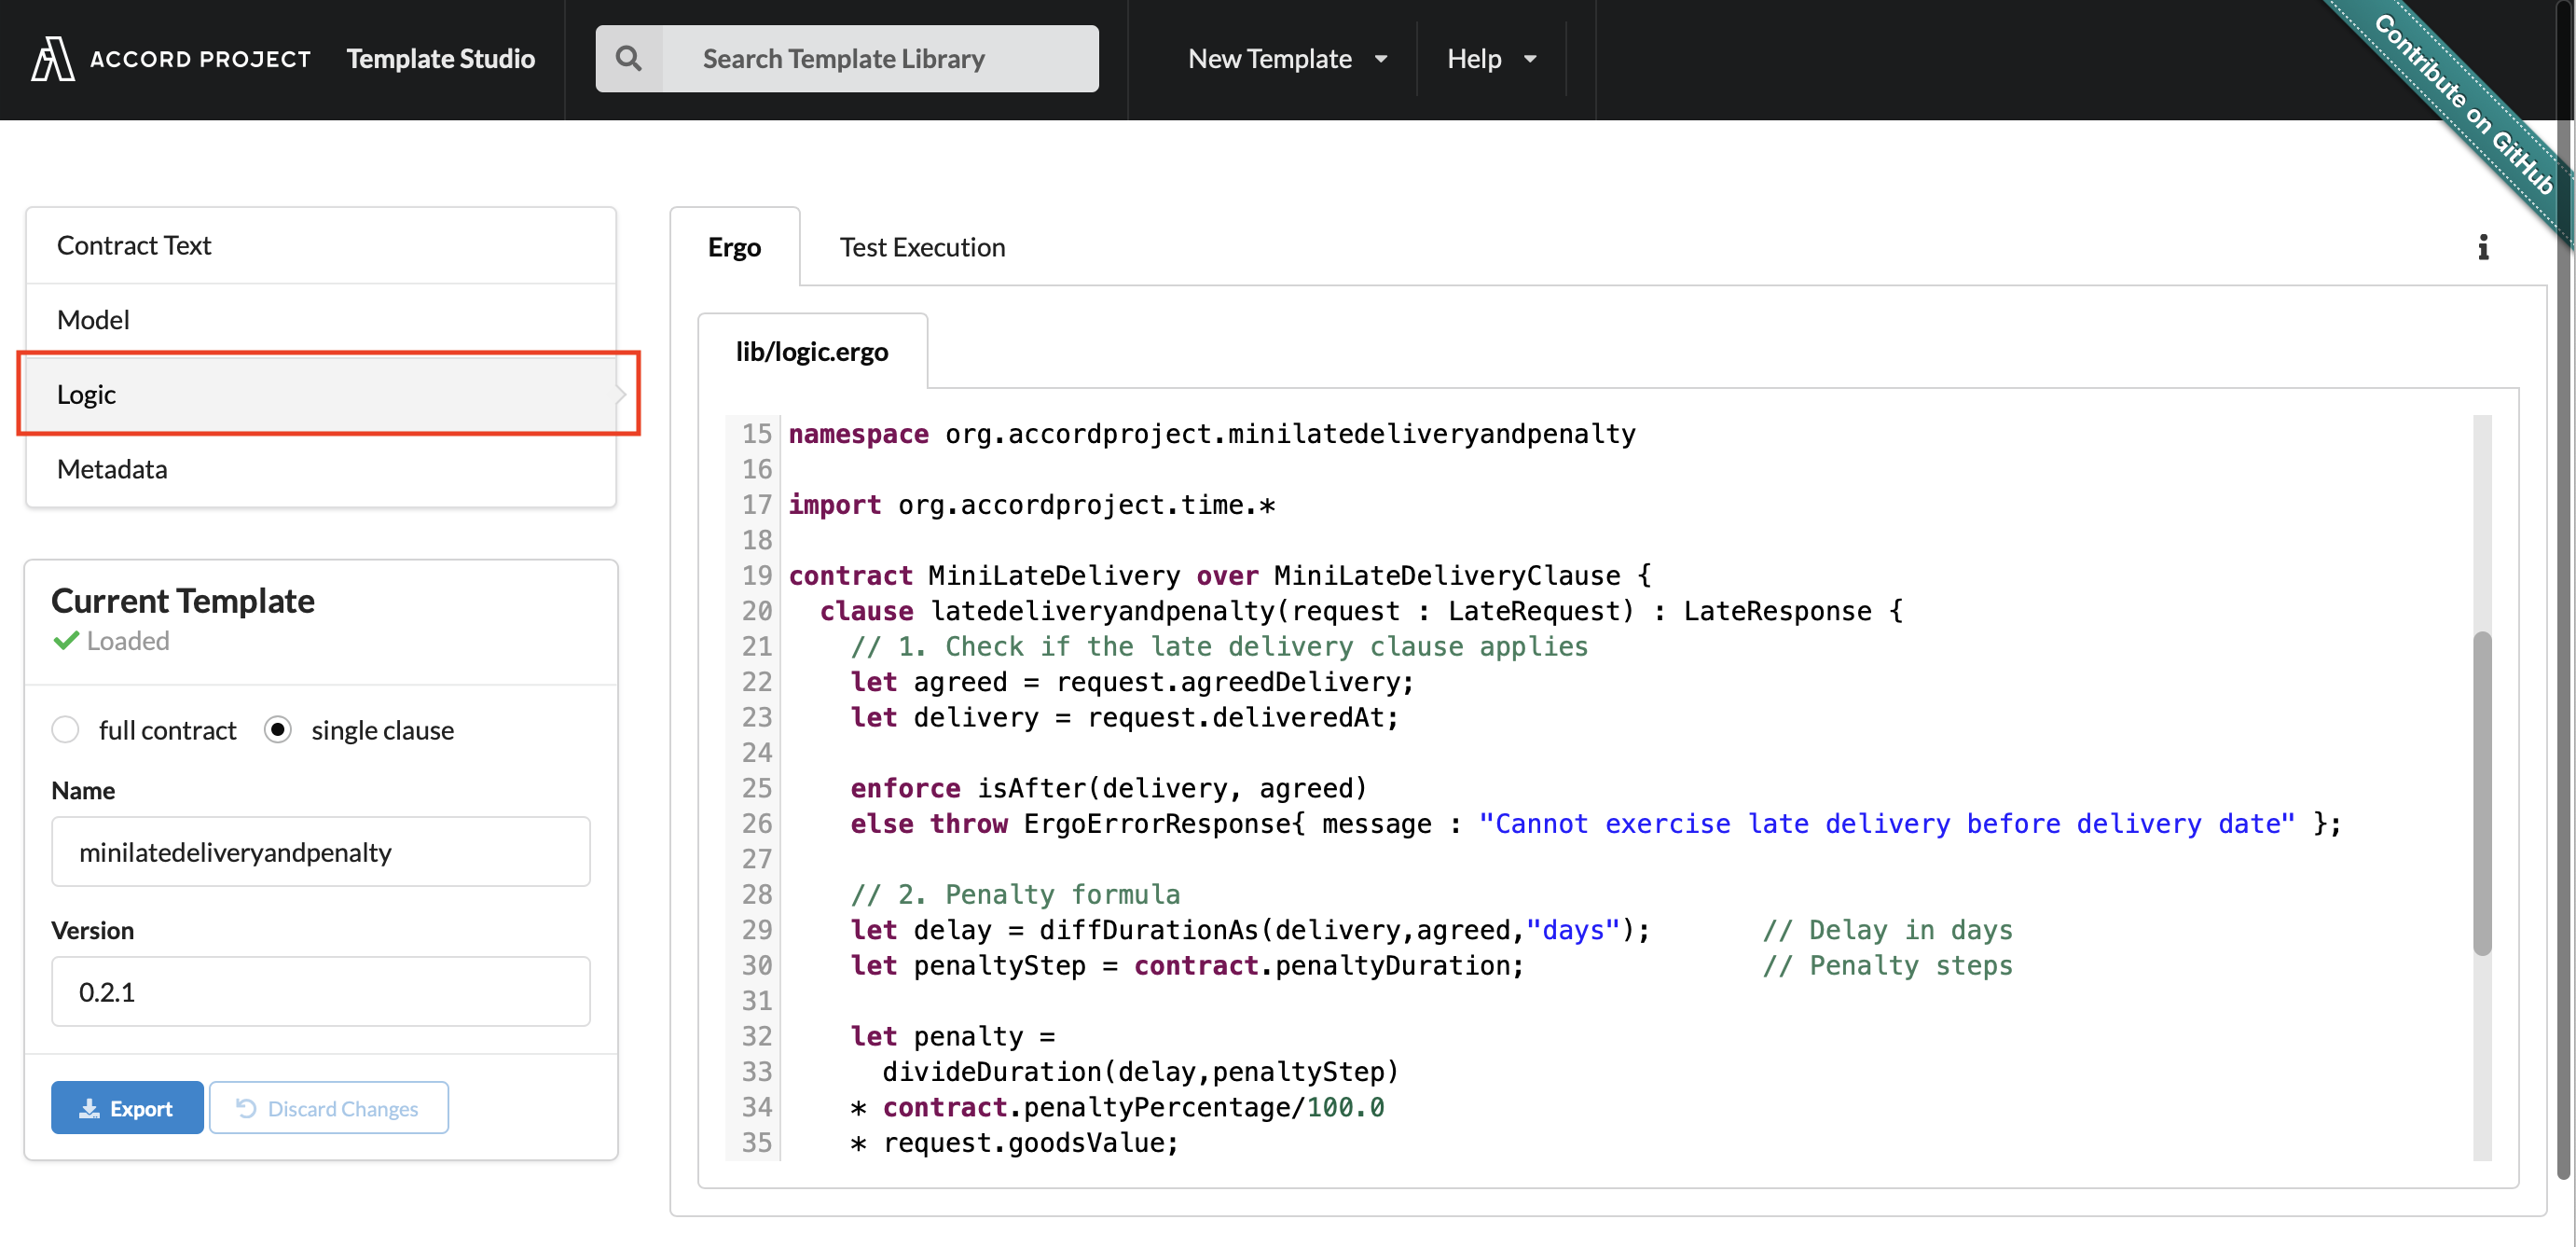 ACCORD PROJECT Template Studio Search Template Library New Template Help
Contribute on GitHub
Contract Text
Model
Logic
Metadata
Current Template
Loaded
full contract single clause
Name
minilatedeliveryandpenalty
Version
0.2.1
Export Discard Changes
Ergo Test Execution
lib/logic.ergo
15 namespace org.accordproject.minilatedeliveryandpenalty
16
17 import org.accordproject.time.*
18
19 contract MiniLateDelivery over MiniLateDeliveryClause {
20   clause latedeliveryandpenalty(request : LateRequest) : LateResponse {
21     // 1. Check if the late delivery clause applies
22     let agreed = request.agreedDelivery;
23     let delivery = request.deliveredAt;
24
25     enforce isAfter(delivery, agreed)
26     else throw ErgoErrorResponse{ message : "Cannot exercise late delivery before delivery date" };
27
28     // 2. Penalty formula
29     let delay = diffDurationAs(delivery,agreed,"days");       // Delay in days
30     let penaltyStep = contract.penaltyDuration;               // Penalty steps
31
32     let penalty =
33       divideDuration(delay,penaltyStep)
34     * contract.penaltyPercentage/100.0
35     * request.goodsValue;